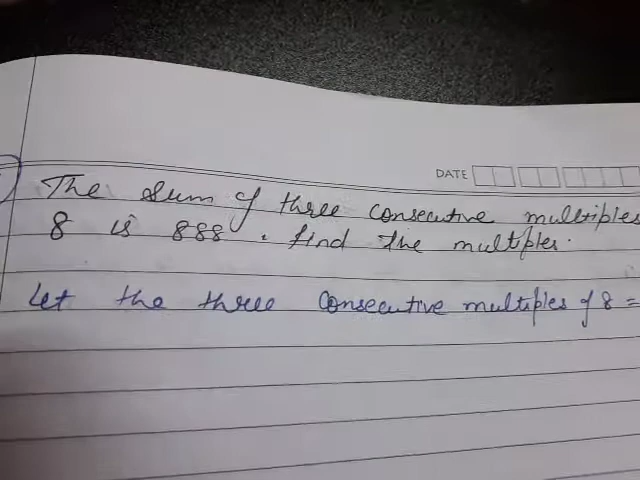 DATE
The sum of three consecutive multiples
8 is 888. find the multiples.
Let the three consecutive multiples of 8 =